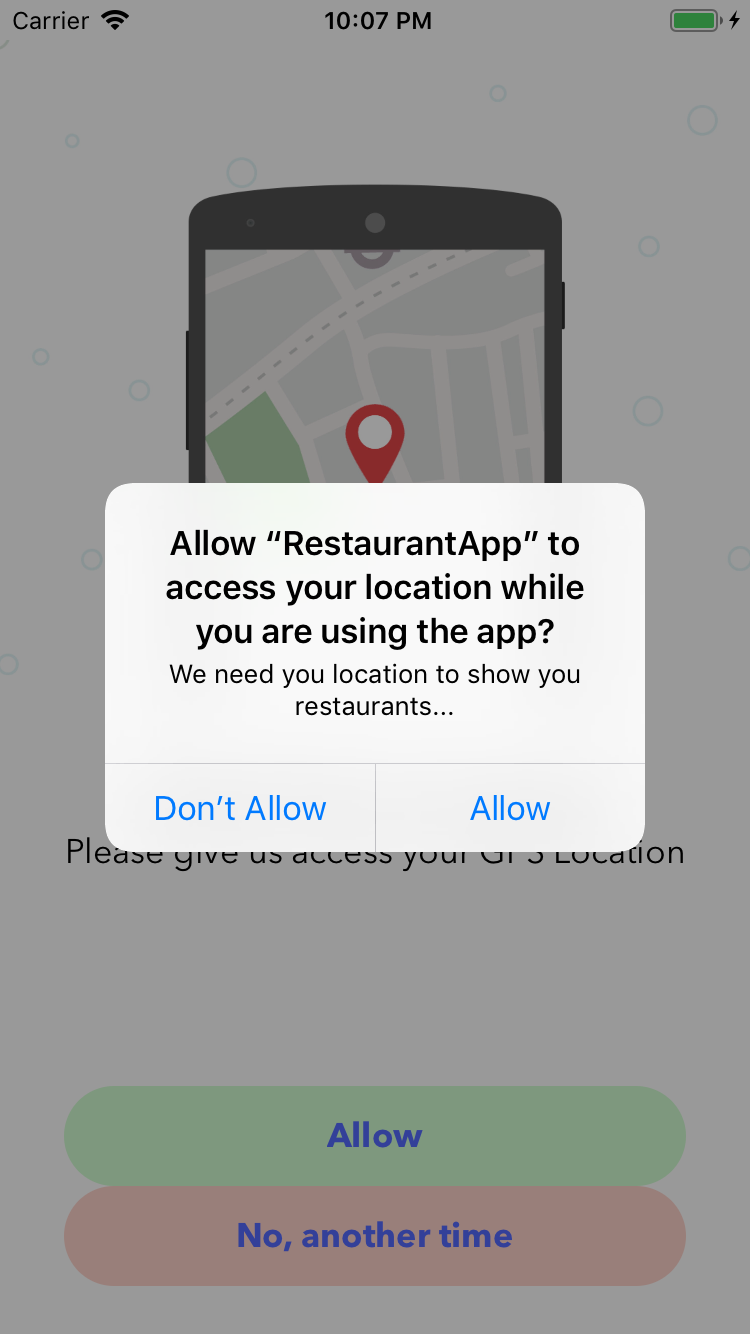 Carrier 10:07 PM
Allow “RestaurantApp” to
access your location while
you are using the app?
We need you location to show you
restaurants...
Don’t Allow Allow
Please give us access your GPS Location
Allow
No, another time